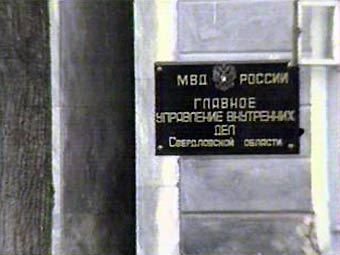 МВД РОССИИ
ГЛАВНОЕ
УПРАВЛЕНИЕ ВНУТРЕННИХ
ДЕЛ
СВЕРДЛОВСКОЙ ОБЛАСТИ